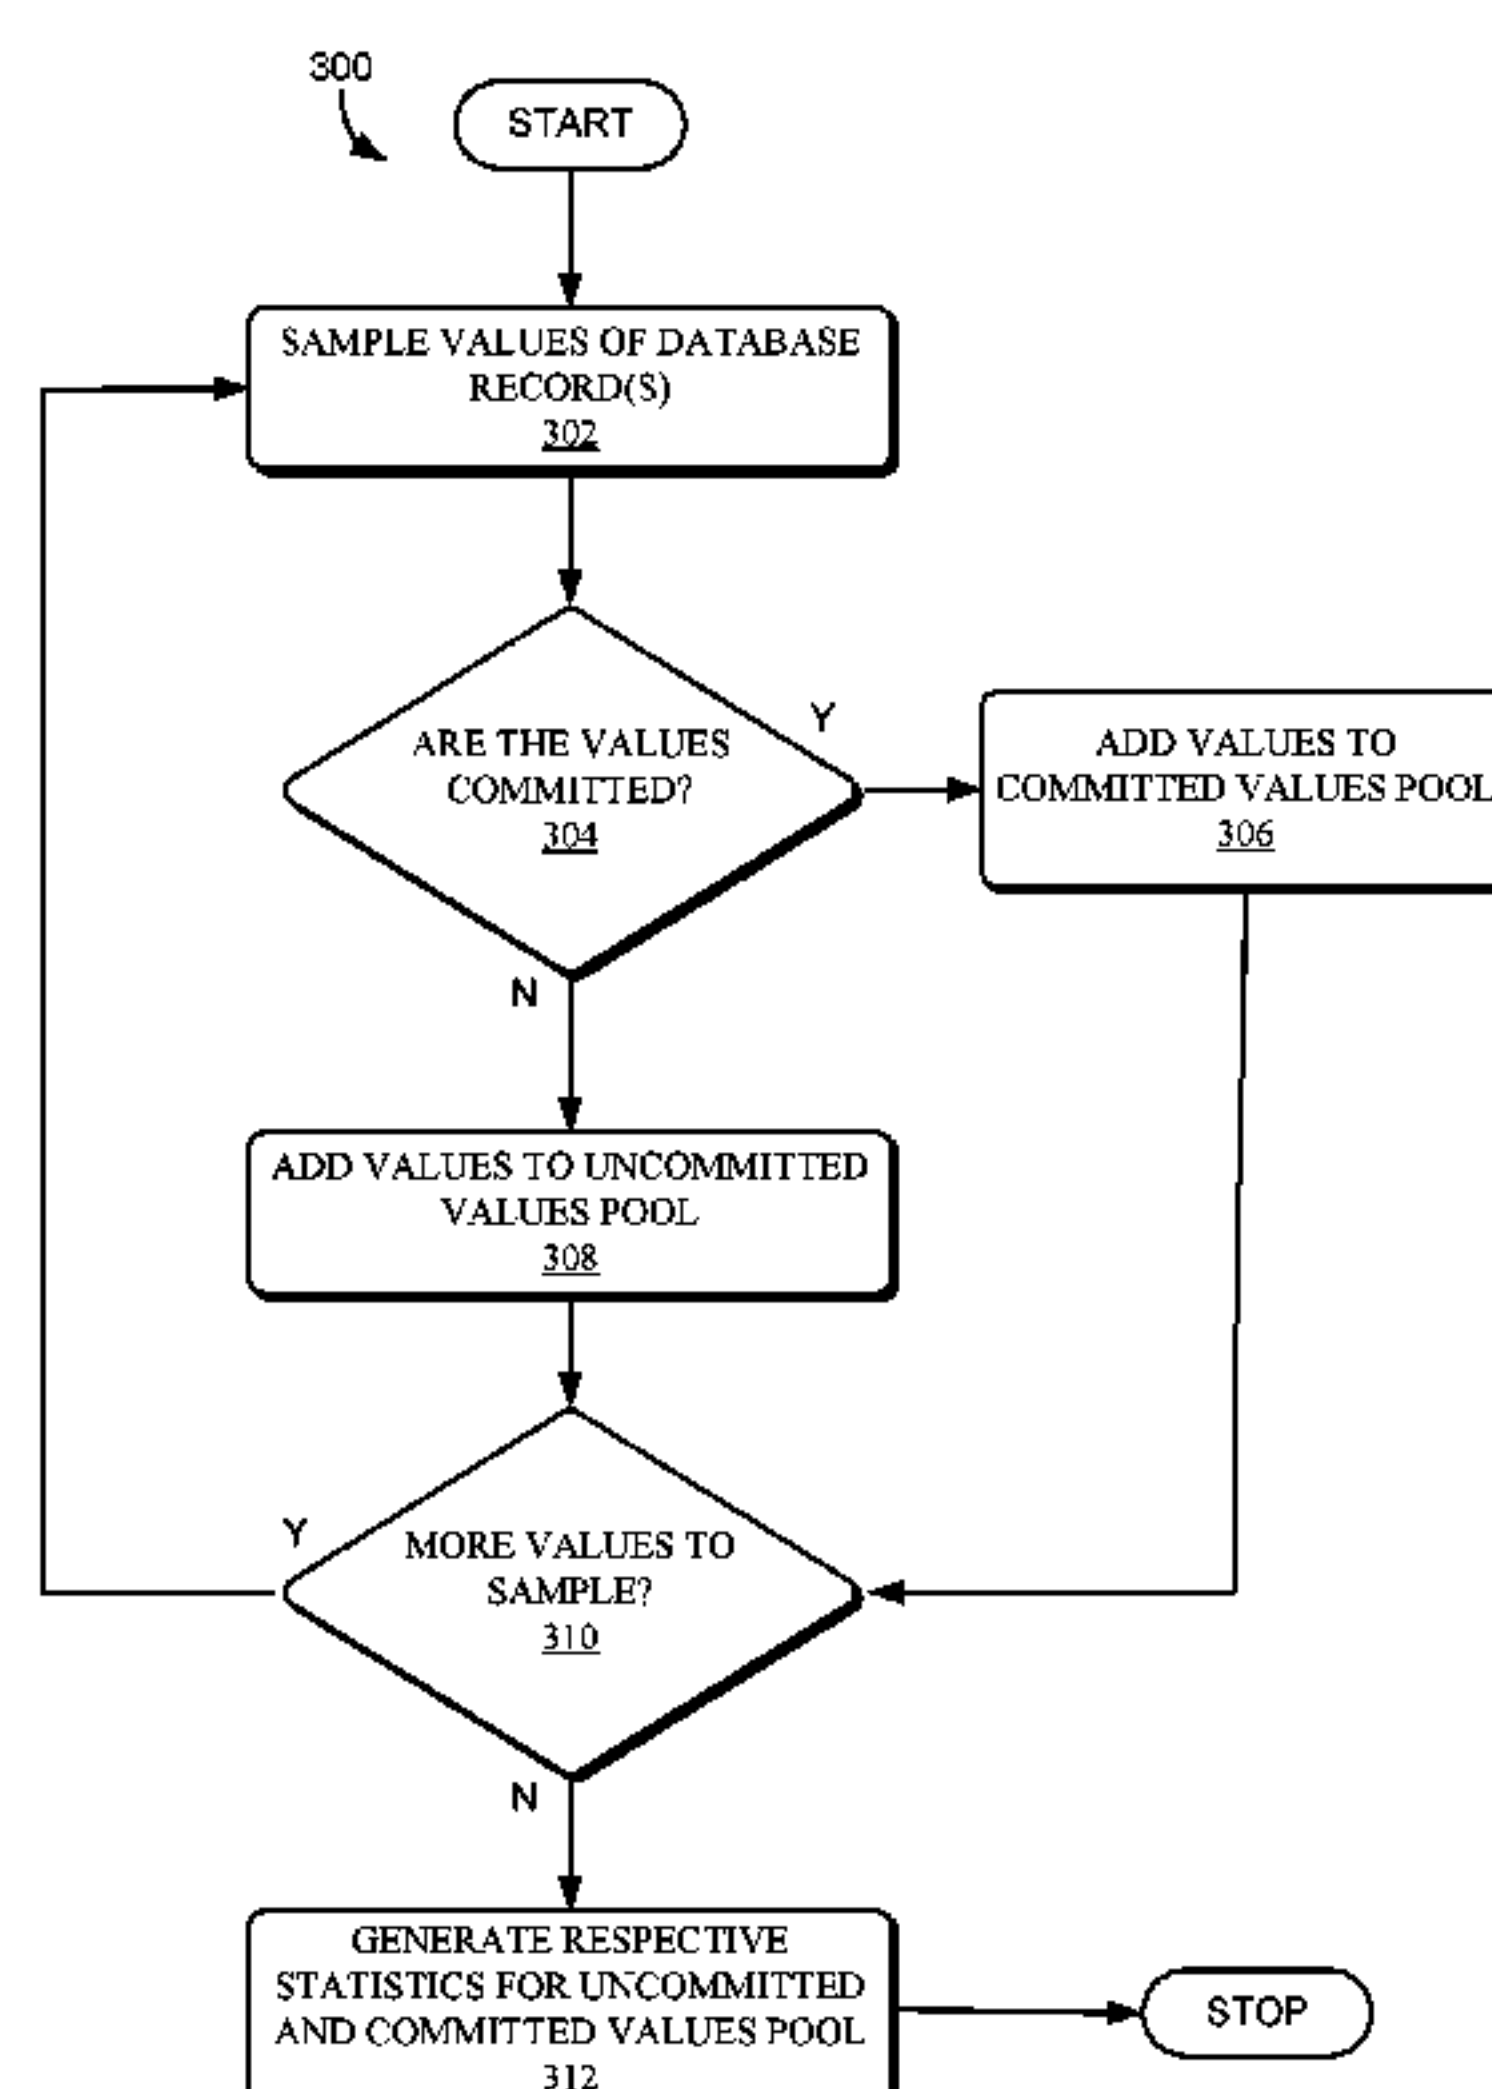 300
START
SAMPLE VALUES OF DATABASE
RECORD(S)
302
ARE THE VALUES
COMMITTED?
304
Y
ADD VALUES TO
COMMITTED VALUES POOL
306
N
ADD VALUES TO UNCOMMITTED
VALUES POOL
308
Y
MORE VALUES TO
SAMPLE?
310
N
GENERATE RESPECTIVE
STATISTICS FOR UNCOMMITTED
AND COMMITTED VALUES POOL
312
STOP